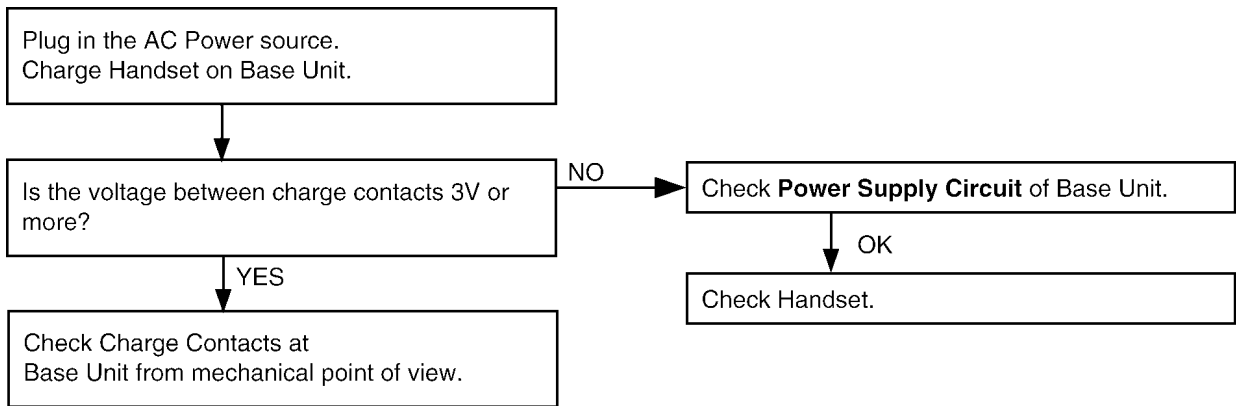 Plug in the AC Power source.
Charge Handset on Base Unit.
Is the voltage between charge contacts 3V or
more?
NO
Check Power Supply Circuit of Base Unit.
OK
Check Handset.
YES
Check Charge Contacts at
Base Unit from mechanical point of view.